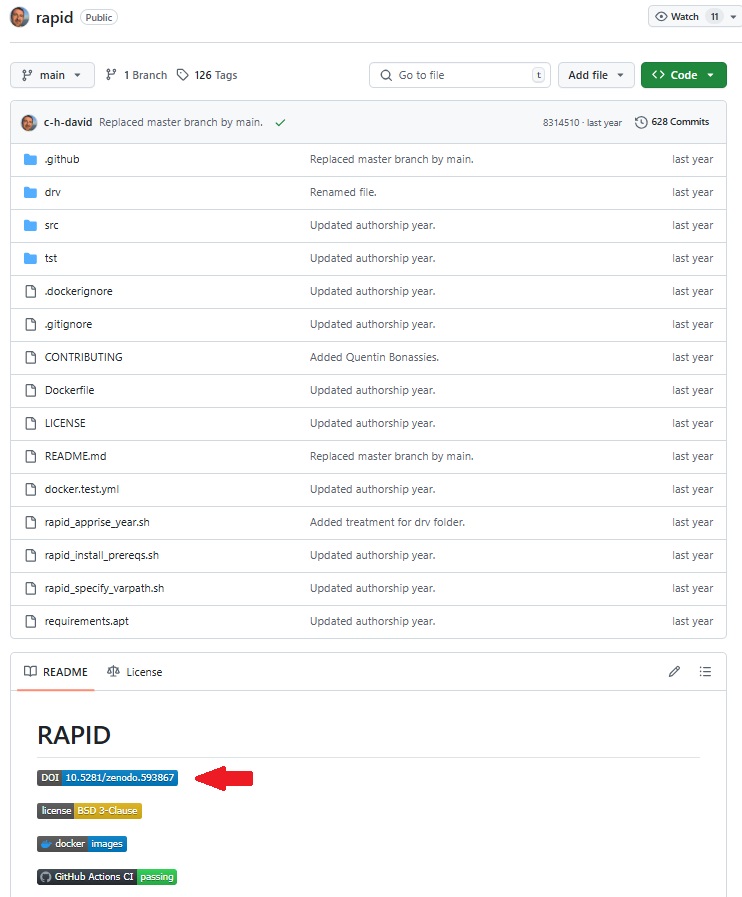 rapid Public Watch 11
main 1 Branch 126 Tags Go to file t Add file Code
c-h-david Replaced master branch by main. 8314510 · last year 628 Commits
.github Replaced master branch by main. last year
drv Renamed file. last year
src Updated authorship year. last year
tst Updated authorship year. last year
.dockerignore Updated authorship year. last year
.gitignore Updated authorship year. last year
CONTRIBUTING Added Quentin Bonassies. last year
Dockerfile Updated authorship year. last year
LICENSE Updated authorship year. last year
README.md Replaced master branch by main. last year
docker.test.yml Updated authorship year. last year
rapid_apprise_year.sh Added treatment for drv folder. last year
rapid_install_prereqs.sh Updated authorship year. last year
rapid_specify_varpath.sh Updated authorship year. last year
requirements.apt Updated authorship year. last year
README License
RAPID
DOI 10.5281/zenodo.593867
license BSD 3-Clause
docker images
GitHub Actions CI passing